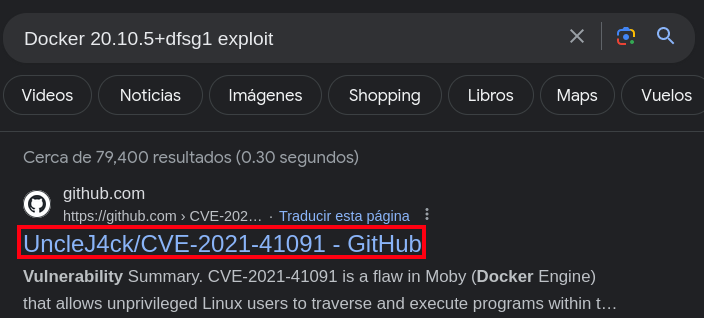 Docker 20.10.5+dfsg1 exploit
Videos
Noticias
Imágenes
Shopping
Libros
Maps
Vuelos
Cerca de 79,400 resultados (0.30 segundos)
github.com
https://github.com › CVE-202… · Traducir esta página
UncleJ4ck/CVE-2021-41091 - GitHub
Vulnerability Summary. CVE-2021-41091 is a flaw in Moby (Docker Engine)
that allows unprivileged Linux users to traverse and execute programs within t…